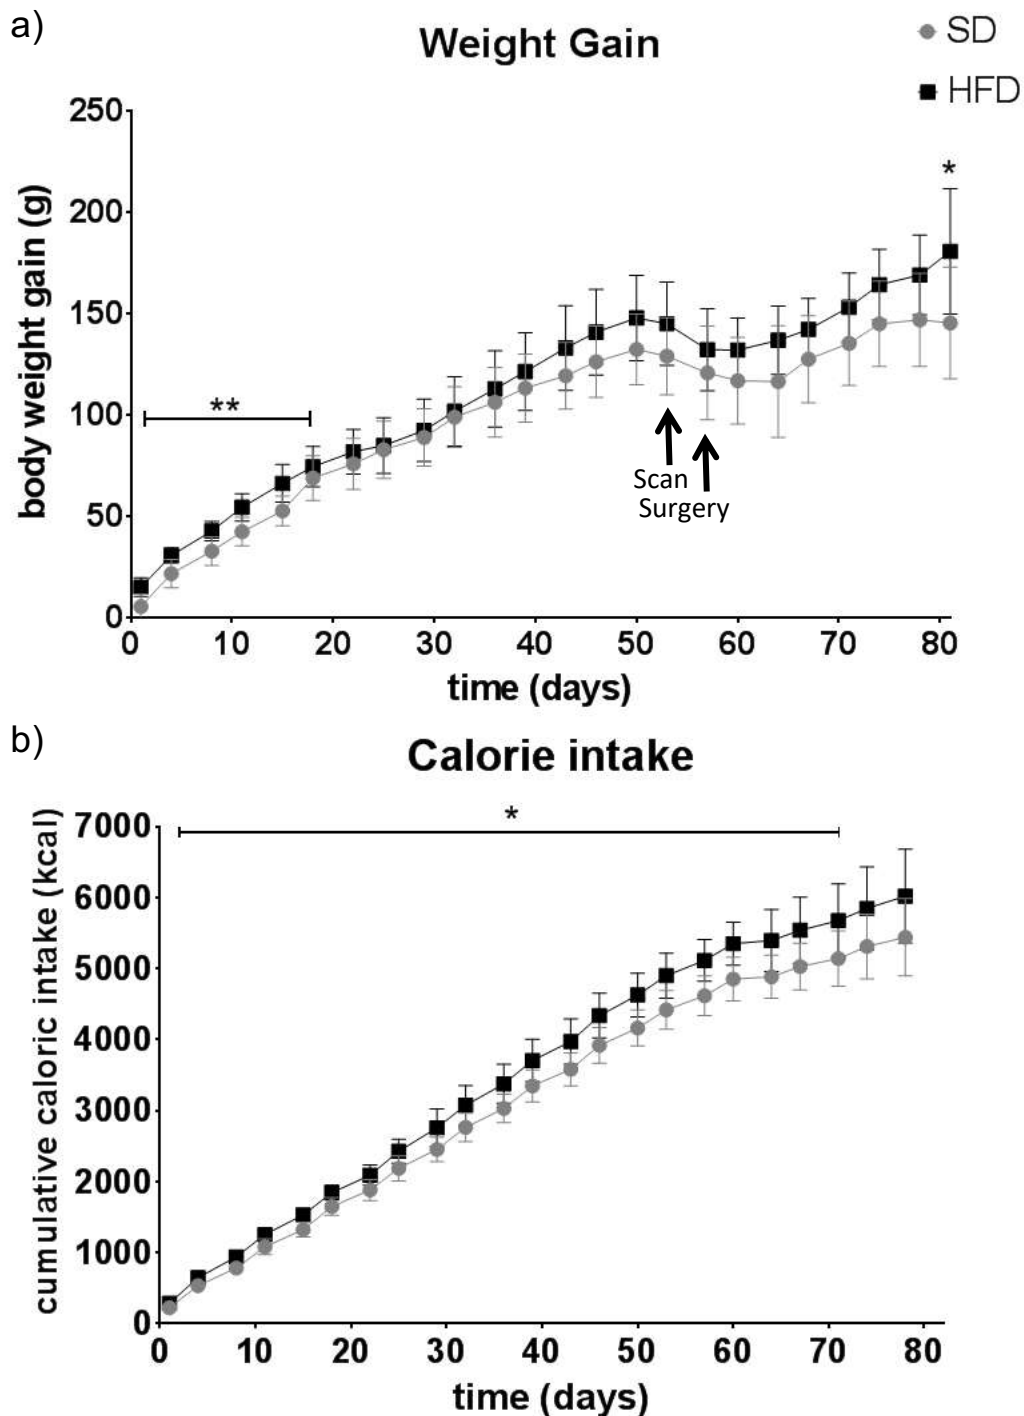 a)
Weight Gain
SD
HFD
body weight gain (g)
250
200
150
100
50
0
**
*
Scan
Surgery
0 10 20 30 40 50 60 70 80
time (days)
b)
Calorie intake
cumulative caloric intake (kcal)
7000
6000
5000
4000
3000
2000
1000
0
*
0 10 20 30 40 50 60 70 80
time (days)